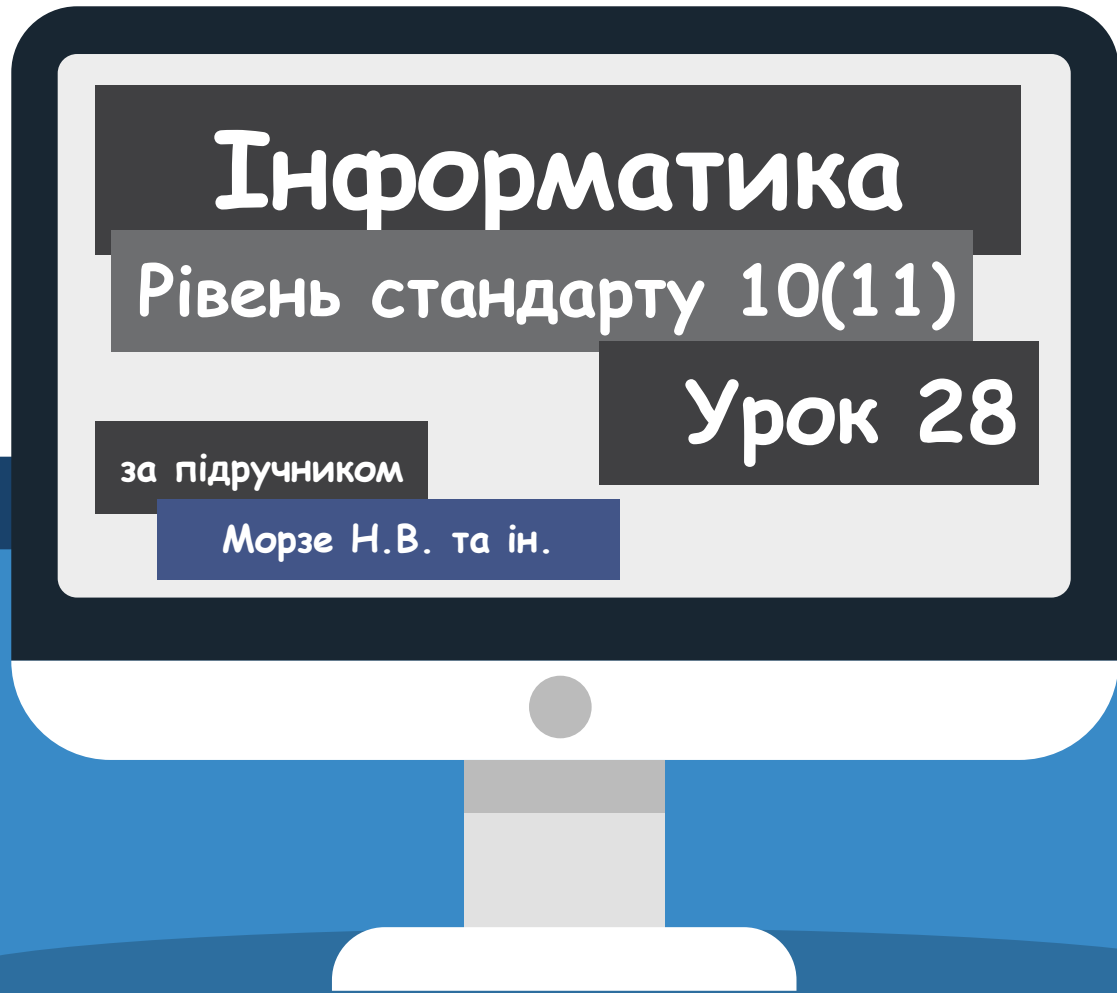 Інформатика
Рівень стандарту 10(11)
Урок 28
за підручником
Морзе Н.В. та ін.